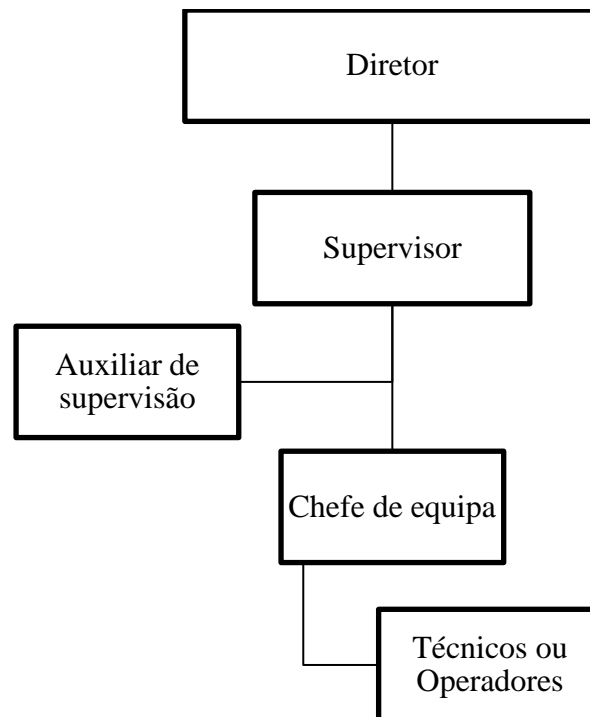 Diretor
Supervisor
Auxiliar de
supervisão
Chefe de equipa
Técnicos ou
Operadores